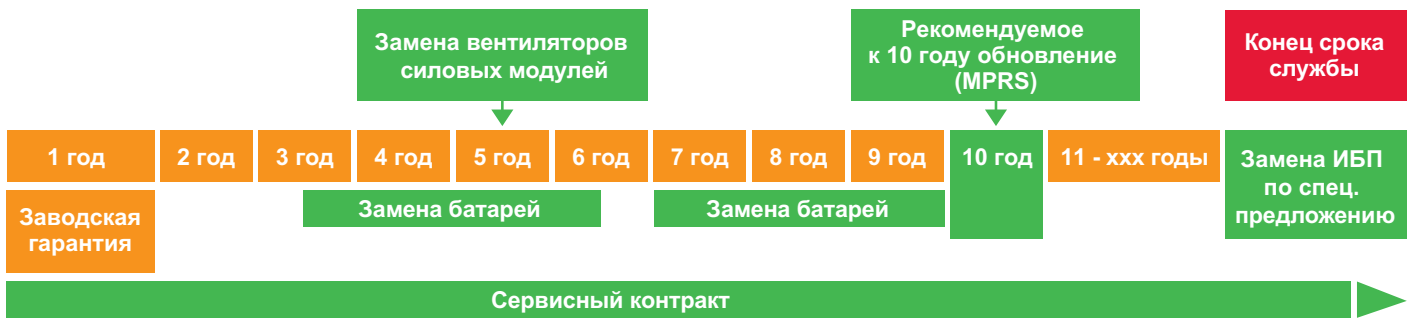 Замена вентиляторов
силовых модулей
Рекомендуемое
к 10 году обновление
(MPRS)
Конец срока
службы
1 год
2 год
3 год
4 год
5 год
6 год
7 год
8 год
9 год
10 год
11 - xxx годы
Замена ИБП
по спец.
предложению
Заводская
гарантия
Замена батарей
Замена батарей
Сервисный контракт